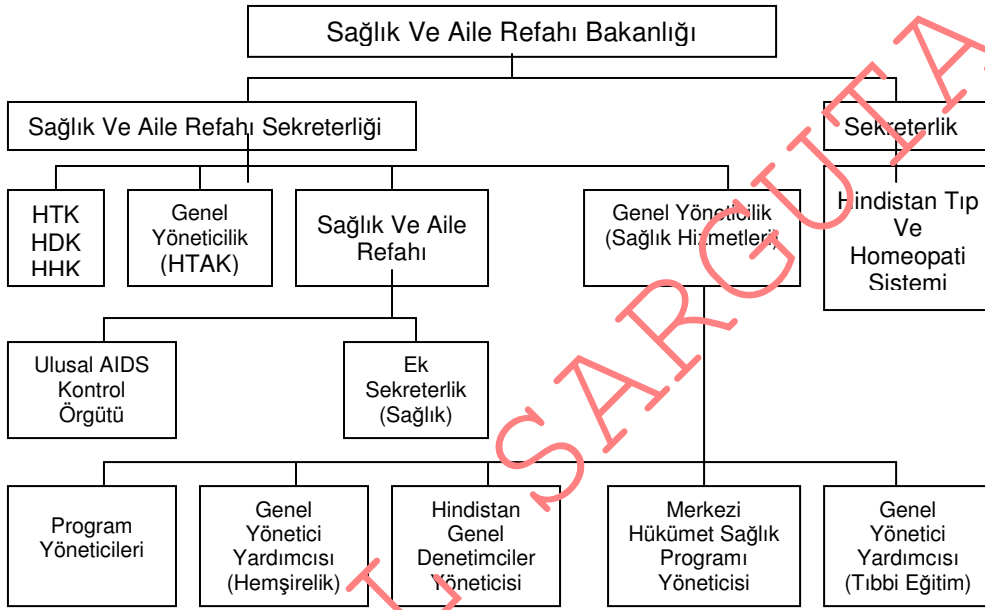 Sağlık Ve Aile Refahı Bakanlığı
Sağlık Ve Aile Refahı Sekreterliği
Sekreterlik
HTK
HDK
HHK
Genel
Yöneticilik
(HTAK)
Sağlık Ve Aile
Refahı
Genel Yöneticilik
(Sağlık Hizmetleri)
Hindistan Tıp
Ve
Homeopati
Sistemi
Ulusal AIDS
Kontrol
Örgütü
Ek
Sekreterlik
(Sağlık)
Program
Yöneticileri
Genel
Yönetici
Yardımcısı
(Hemşirelik)
Hindistan
Genel
Denetimciler
Yöneticisi
Merkezi
Hükümet Sağlık
Programı
Yöneticisi
Genel
Yönetici
Yardımcısı
(Tıbbi Eğitim)
SARGUTA